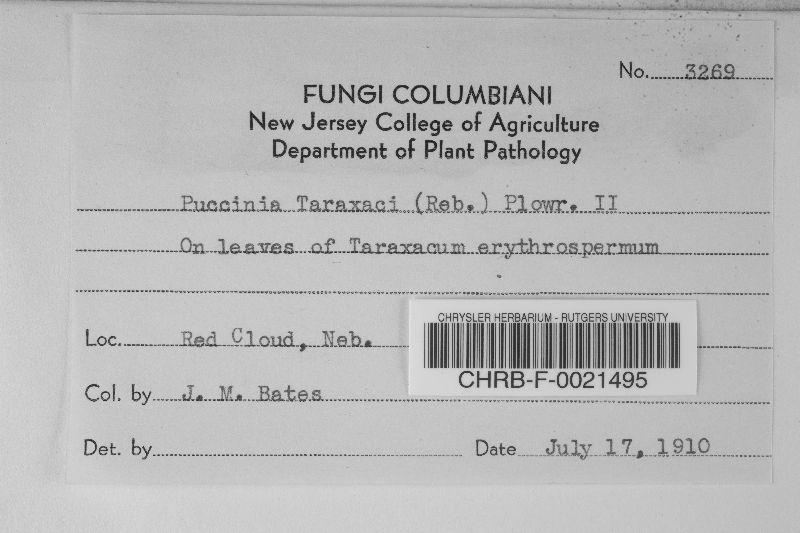 No. 3269
FUNGI COLUMBIANI
New Jersey College of Agriculture
Department of Plant Pathology
Puccinia Taraxaci (Reb.) Plowr. II
On leaves of Taraxacum erythrospermum
Loc. Red Cloud, Neb.
CHRYSLER HERBARIUM - RUTGERS UNIVERSITY
CHRB-F-0021495
Col. by J. M. Bates
Det. by
Date July 17, 1910